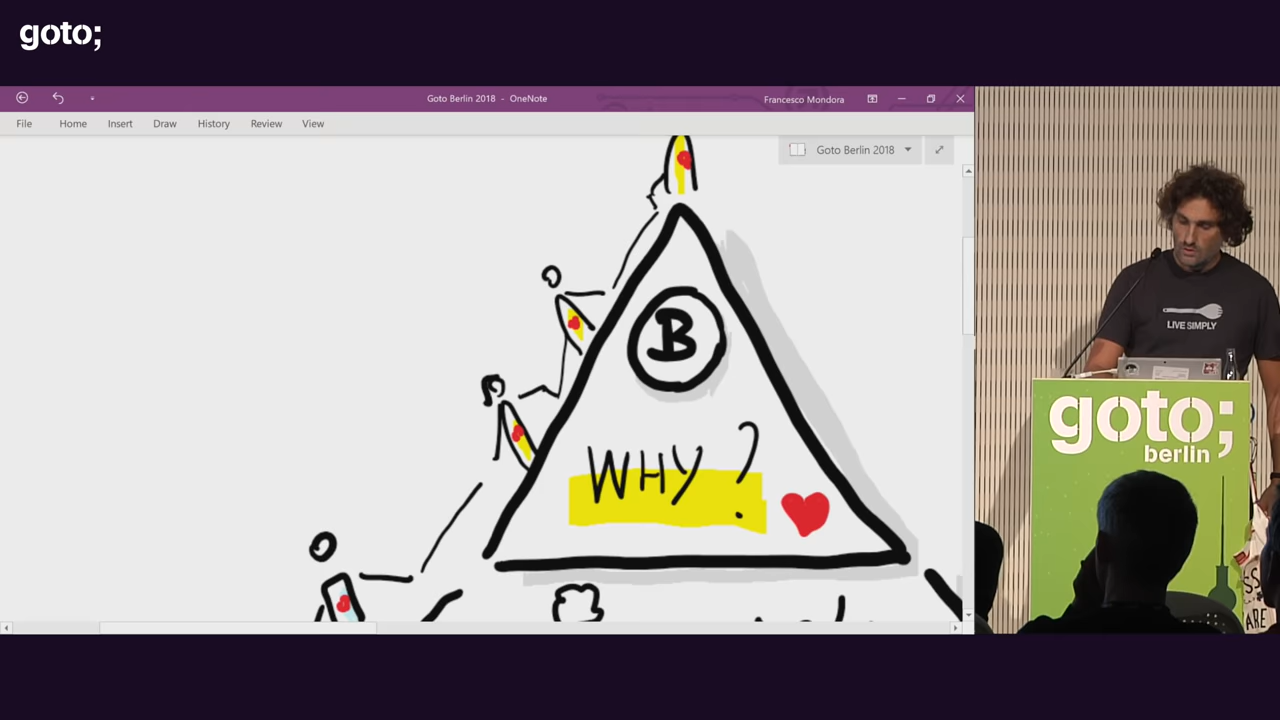 goto;
Goto Berlin 2018 - OneNote
Francesco Mondora
File Home Insert Draw History Review View
Goto Berlin 2018
B
WHY?
LIVE SIMPLY
goto;
berlin